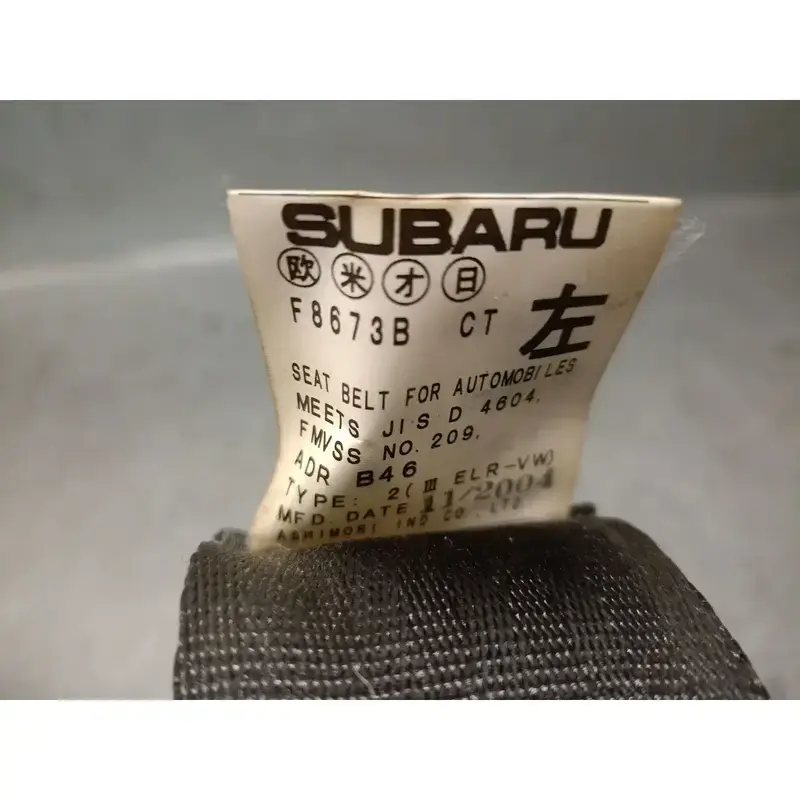 SUBARU
欧 米 才 日
F8673B CT 左
SEAT BELT FOR AUTOMOBILES
MEETS JIS D 4604,
FMVSS NO. 209,
ADR B46
TYPE: 2(Ⅲ ELR-VW)
MFD. DATE 11/2004
ASHIMORI IND CO., LTD